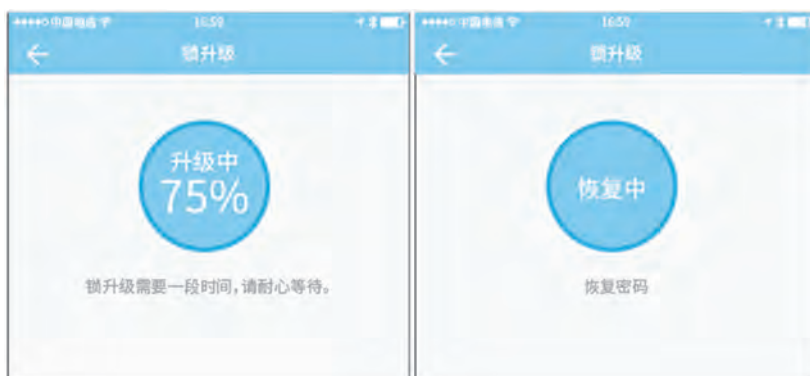 中国电信 16:59
锁升级
升级中
75%
锁升级需要一段时间,请耐心等待。
中国电信 16:59
锁升级
恢复中
恢复密码